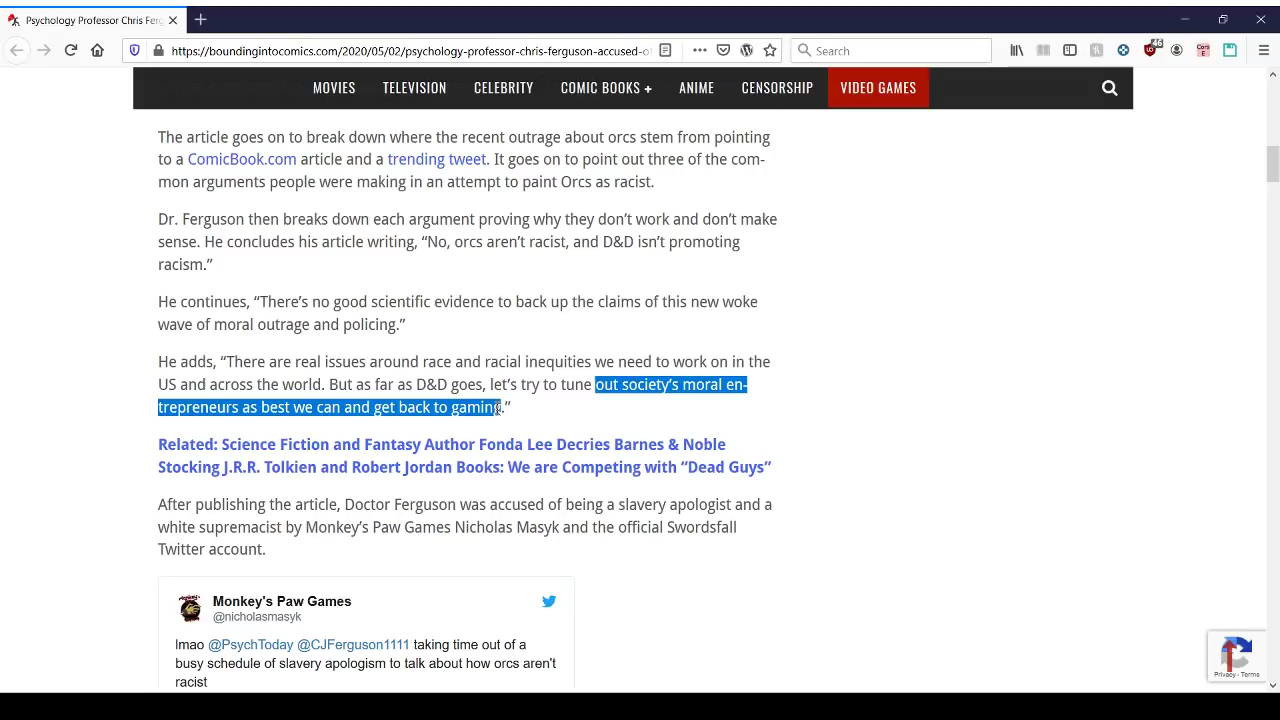 Psychology Professor Chris Ferg
https://boundingintocomics.com/2020/05/02/psychology-professor-chris-ferguson-accused-of
Search
46
MOVIES TELEVISION CELEBRITY COMIC BOOKS + ANIME CENSORSHIP VIDEO GAMES
The article goes on to break down where the recent outrage about orcs stem from pointing
to a ComicBook.com article and a trending tweet. It goes on to point out three of the com-
mon arguments people were making in an attempt to paint Orcs as racist.
Dr. Ferguson then breaks down each argument proving why they don't work and don't make
sense. He concludes his article writing, “No, orcs aren't racist, and D&D isn't promoting
racism.”
He continues, “There's no good scientific evidence to back up the claims of this new woke
wave of moral outrage and policing.”
He adds, “There are real issues around race and racial inequities we need to work on in the
US and across the world. But as far as D&D goes, let's try to tune out society's moral en-
trepreneurs as best we can and get back to gaming.”
Related: Science Fiction and Fantasy Author Fonda Lee Decries Barnes & Noble
Stocking J.R.R. Tolkien and Robert Jordan Books: We are Competing with “Dead Guys”
After publishing the article, Doctor Ferguson was accused of being a slavery apologist and a
white supremacist by Monkey's Paw Games Nicholas Masyk and the official Swordsfall
Twitter account.
Monkey's Paw Games
@nicholasmasyk
lmao @PsychToday @CJFerguson1111 taking time out of a
busy schedule of slavery apologism to talk about how orcs aren't
racist
Privacy - Terms